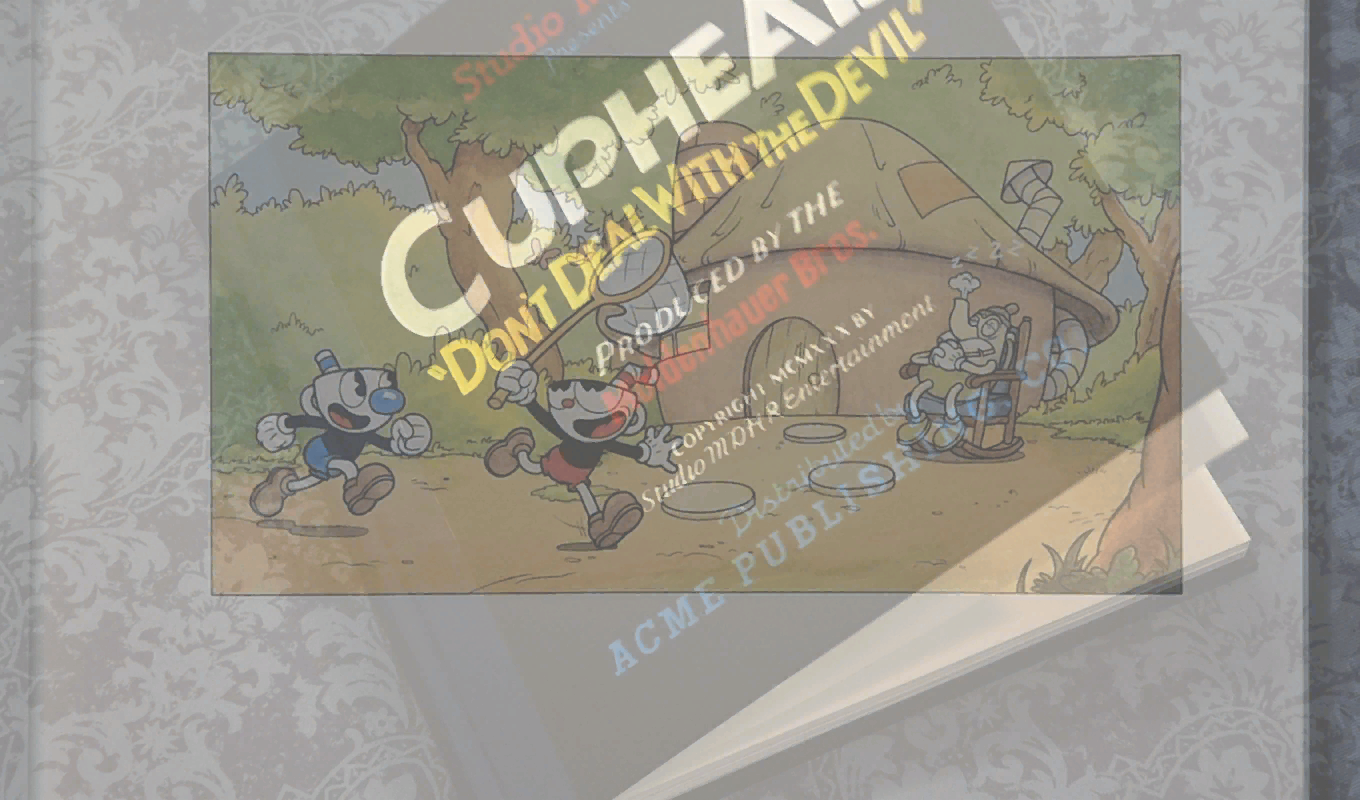 Studio
Presents
CUPHEAD
"DON'T DEAL WITH THE DEVIL"
PRODUCED BY THE
Moldenhauer Bros.
COPYRIGHT MCMXXX BY
Studio MDHR Entertainment
Distributed by
ACME PUBLISHING CO.
z z z z